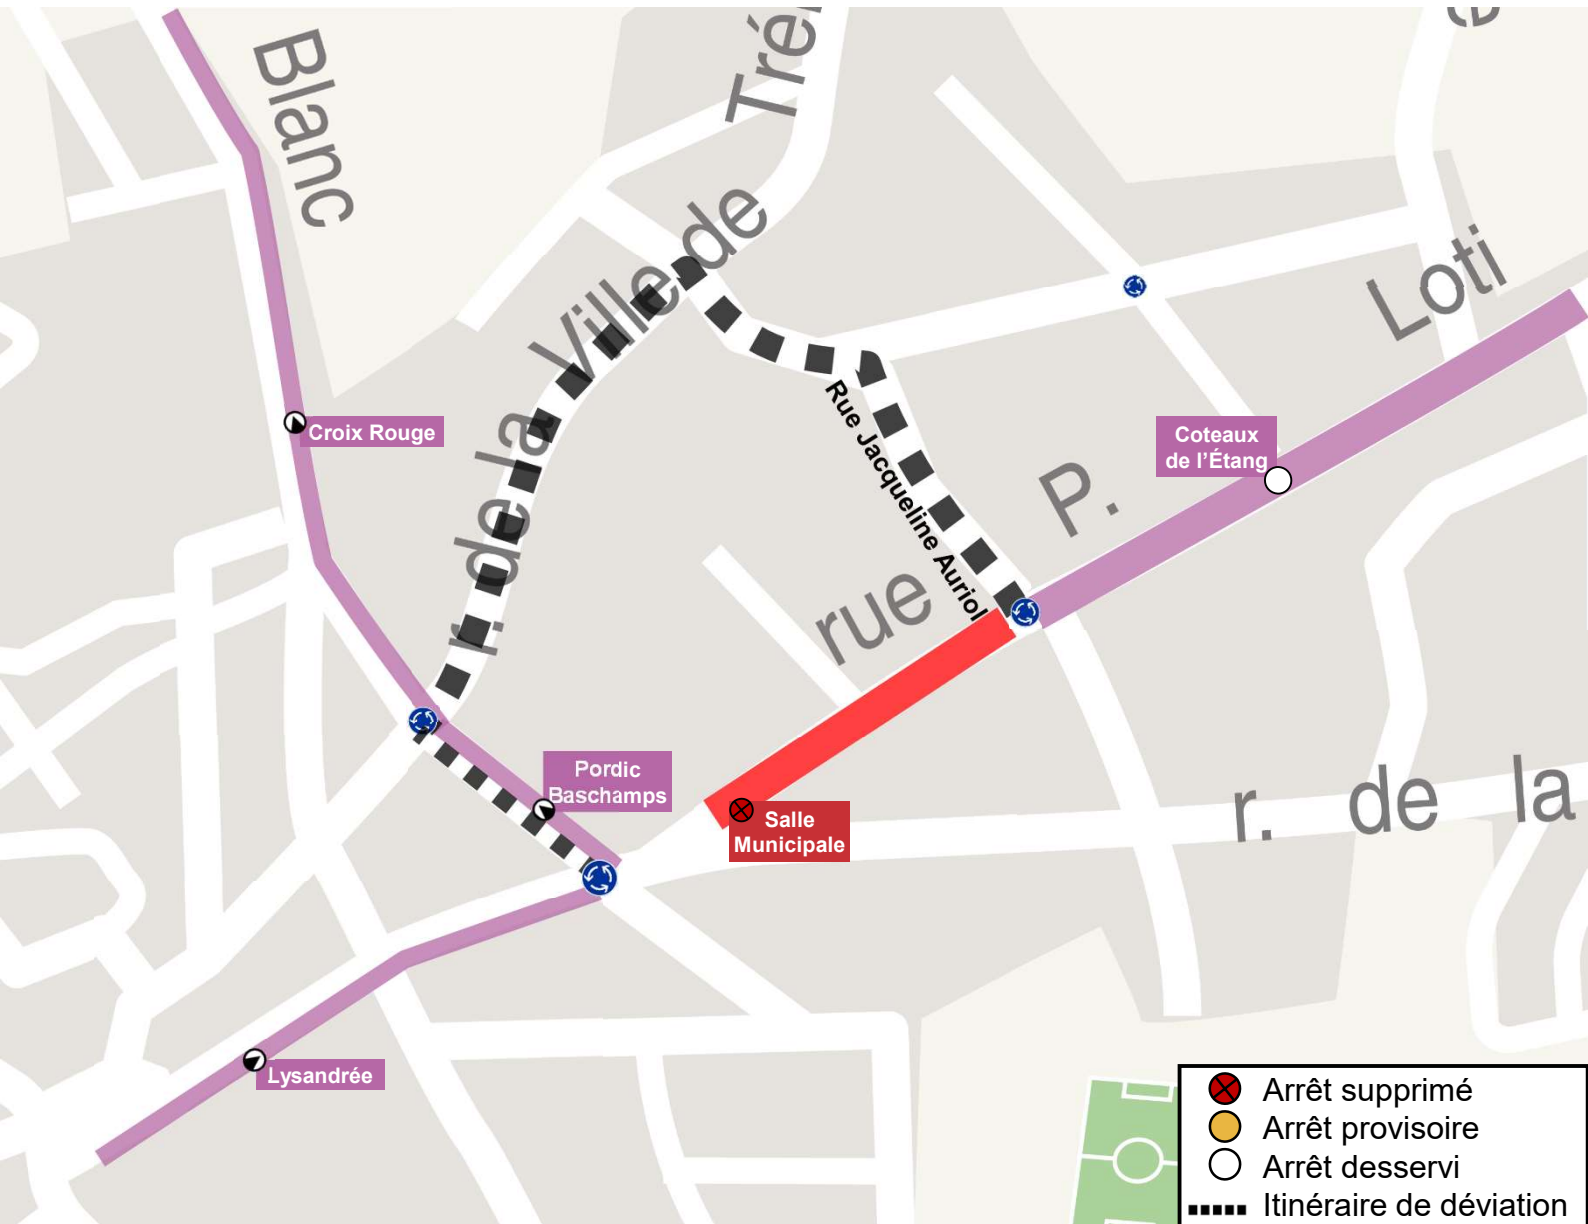 Blanc
Tré
r. de la Ville de
Loti
Croix Rouge
Rue Jacqueline Auriol
Coteaux
de l'Étang
rue P.
Pordic
Baschamps
Salle
Municipale
r. de la
Lysandrée
Arrêt supprimé
Arrêt provisoire
Arrêt desservi
Itinéraire de déviation